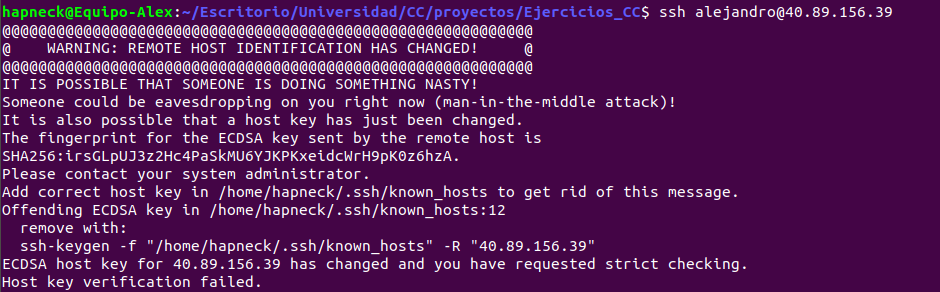 hapneck@Equipo-Alex:~/Escritorio/Universidad/CC/proyectos/Ejercicios_CC$ ssh alejandro@40.89.156.39
@@@@@@@@@@@@@@@@@@@@@@@@@@@@@@@@@@@@@@@@@@@@@@@@@@@@@@@@@@@
@    WARNING: REMOTE HOST IDENTIFICATION HAS CHANGED!     @
@@@@@@@@@@@@@@@@@@@@@@@@@@@@@@@@@@@@@@@@@@@@@@@@@@@@@@@@@@@
IT IS POSSIBLE THAT SOMEONE IS DOING SOMETHING NASTY!
Someone could be eavesdropping on you right now (man-in-the-middle attack)!
It is also possible that a host key has just been changed.
The fingerprint for the ECDSA key sent by the remote host is
SHA256:irsGLpUJ3z2Hc4PaSkMU6YJKPKxeidcWrH9pK0z6hzA.
Please contact your system administrator.
Add correct host key in /home/hapneck/.ssh/known_hosts to get rid of this message.
Offending ECDSA key in /home/hapneck/.ssh/known_hosts:12
  remove with:
  ssh-keygen -f "/home/hapneck/.ssh/known_hosts" -R "40.89.156.39"
ECDSA host key for 40.89.156.39 has changed and you have requested strict checking.
Host key verification failed.